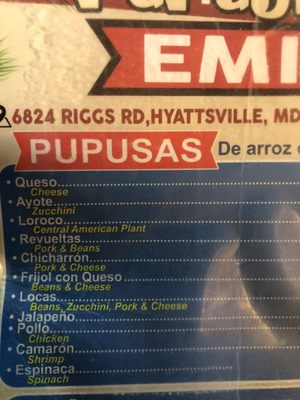 EMI
6824 RIGGS RD, HYATTSVILLE, MD
PUPUSAS De arroz
• Queso
Cheese
• Ayote
Zucchini
• Loroco
Central American Plant
• Revueltas
Pork & Beans
• Chicharrón
Pork & Cheese
• Frijol con Queso
Beans & Cheese
• Locas
Beans, Zucchini, Pork & Cheese
• Jalapeño
• Pollo
Chicken
• Camarón
Shrimp
• Espinaca
Spinach